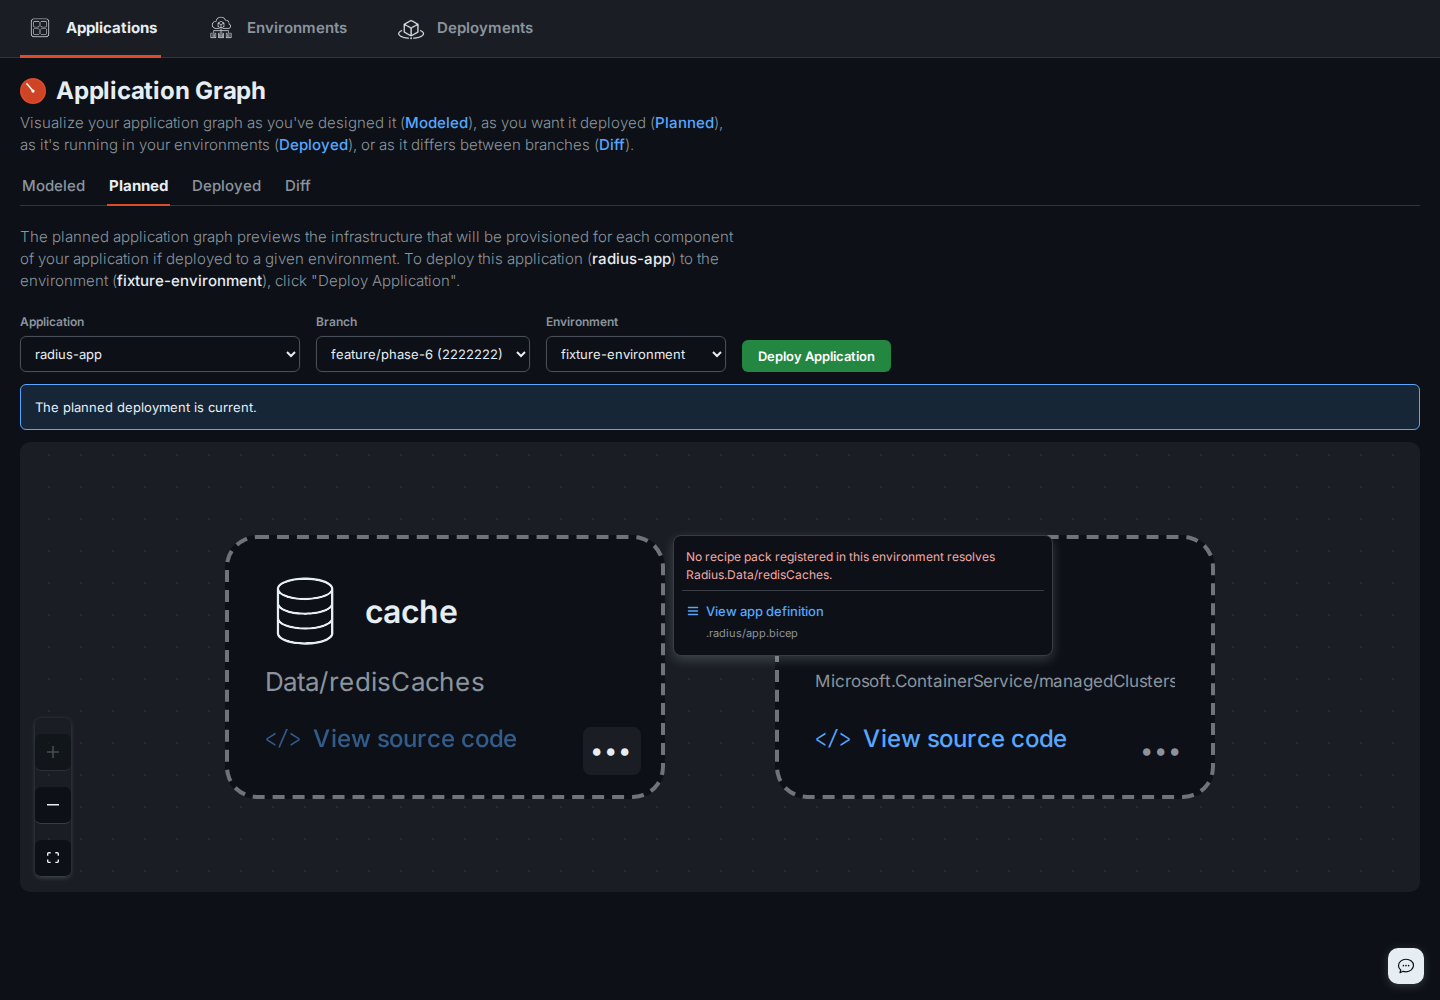 Applications
Environments
Deployments
Application Graph
Visualize your application graph as you've designed it (Modeled), as you want it deployed (Planned),
as it's running in your environments (Deployed), or as it differs between branches (Diff).
Modeled
Planned
Deployed
Diff
The planned application graph previews the infrastructure that will be provisioned for each component
of your application if deployed to a given environment. To deploy this application (radius-app) to the
environment (fixture-environment), click "Deploy Application".
Application
Branch
Environment
radius-app
feature/phase-6 (2222222)
fixture-environment
Deploy Application
The planned deployment is current.
cache
Data/redisCaches
</> View source code
No recipe pack registered in this environment resolves
Radius.Data/redisCaches.
View app definition
.radius/app.bicep
Microsoft.ContainerService/managedClusters
</> View source code